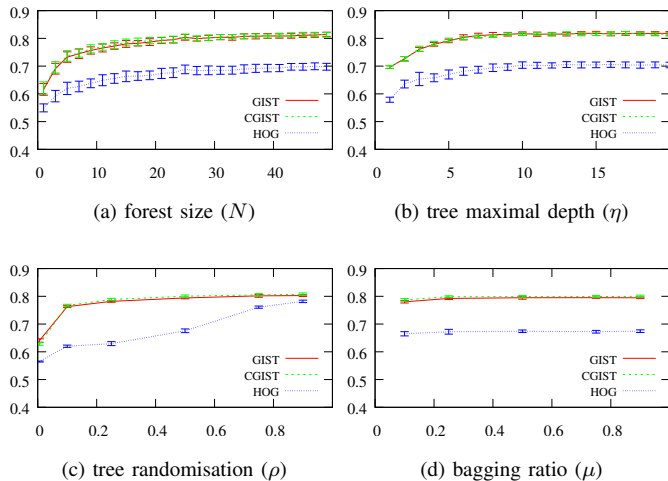 0.9
0.8
0.7
0.6
0.5
0.4
0 10 20 30 40
GIST
CGIST
HOG
(a) forest size (N)
0.9
0.8
0.7
0.6
0.5
0.4
0 5 10 15
GIST
CGIST
HOG
(b) tree maximal depth (η)
0.9
0.8
0.7
0.6
0.5
0.4
0 0.2 0.4 0.6 0.8
GIST
CGIST
HOG
(c) tree randomisation (ρ)
0.9
0.8
0.7
0.6
0.5
0.4
0 0.2 0.4 0.6 0.8
GIST
CGIST
HOG
(d) bagging ratio (μ)